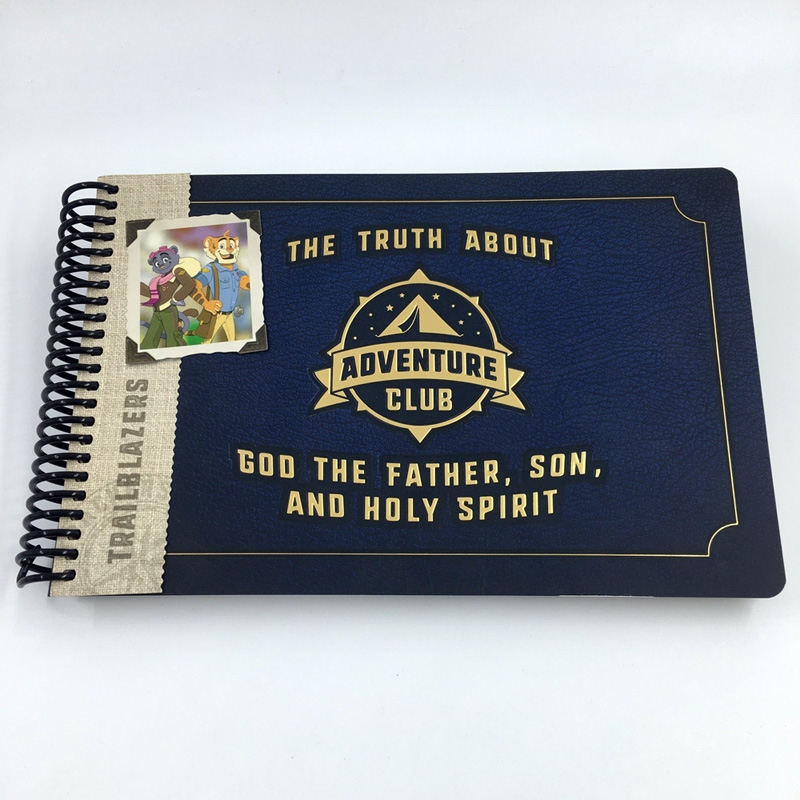 THE TRUTH ABOUT
ADVENTURE
CLUB
GOD THE FATHER, SON,
AND HOLY SPIRIT
TRAILBLAZERS